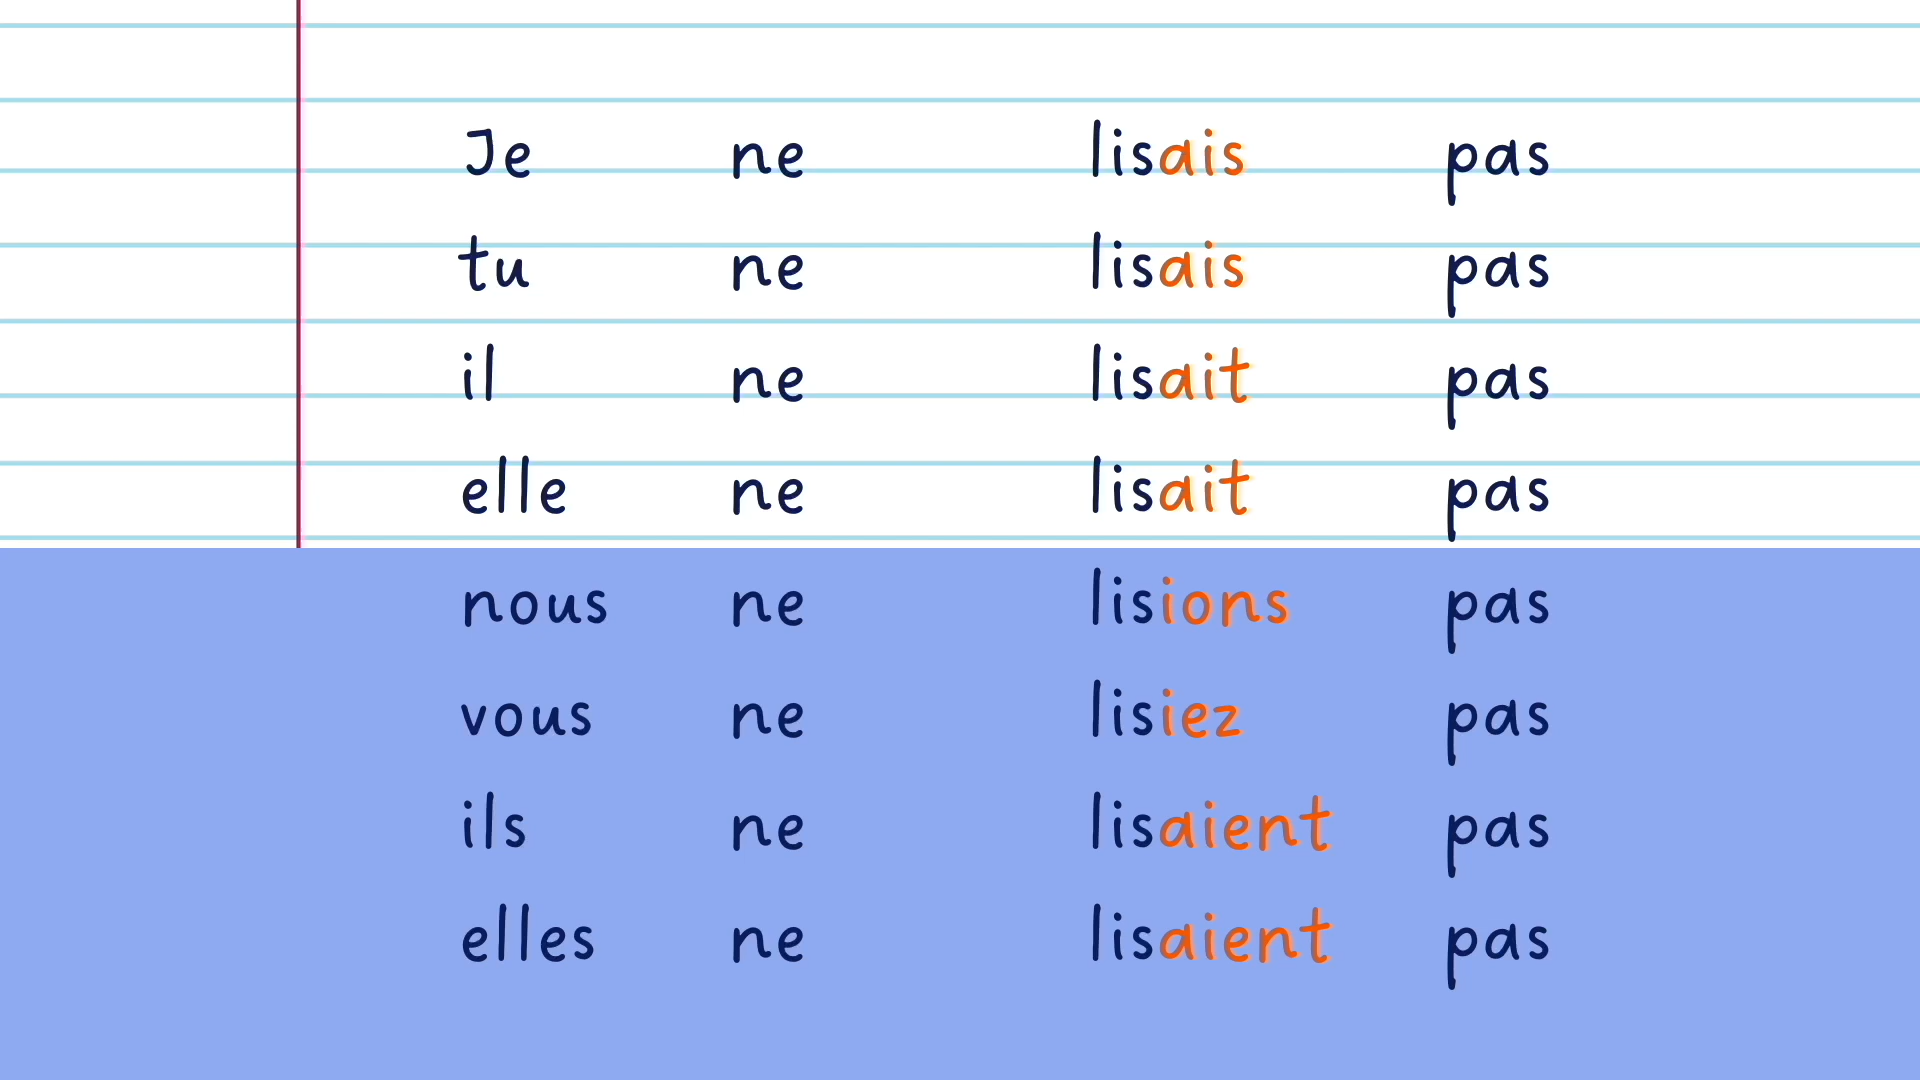 Je ne lisais pas
tu ne lisais pas
il ne lisait pas
elle ne lisait pas
nous ne lisions pas
vous ne lisiez pas
ils ne lisaient pas
elles ne lisaient pas